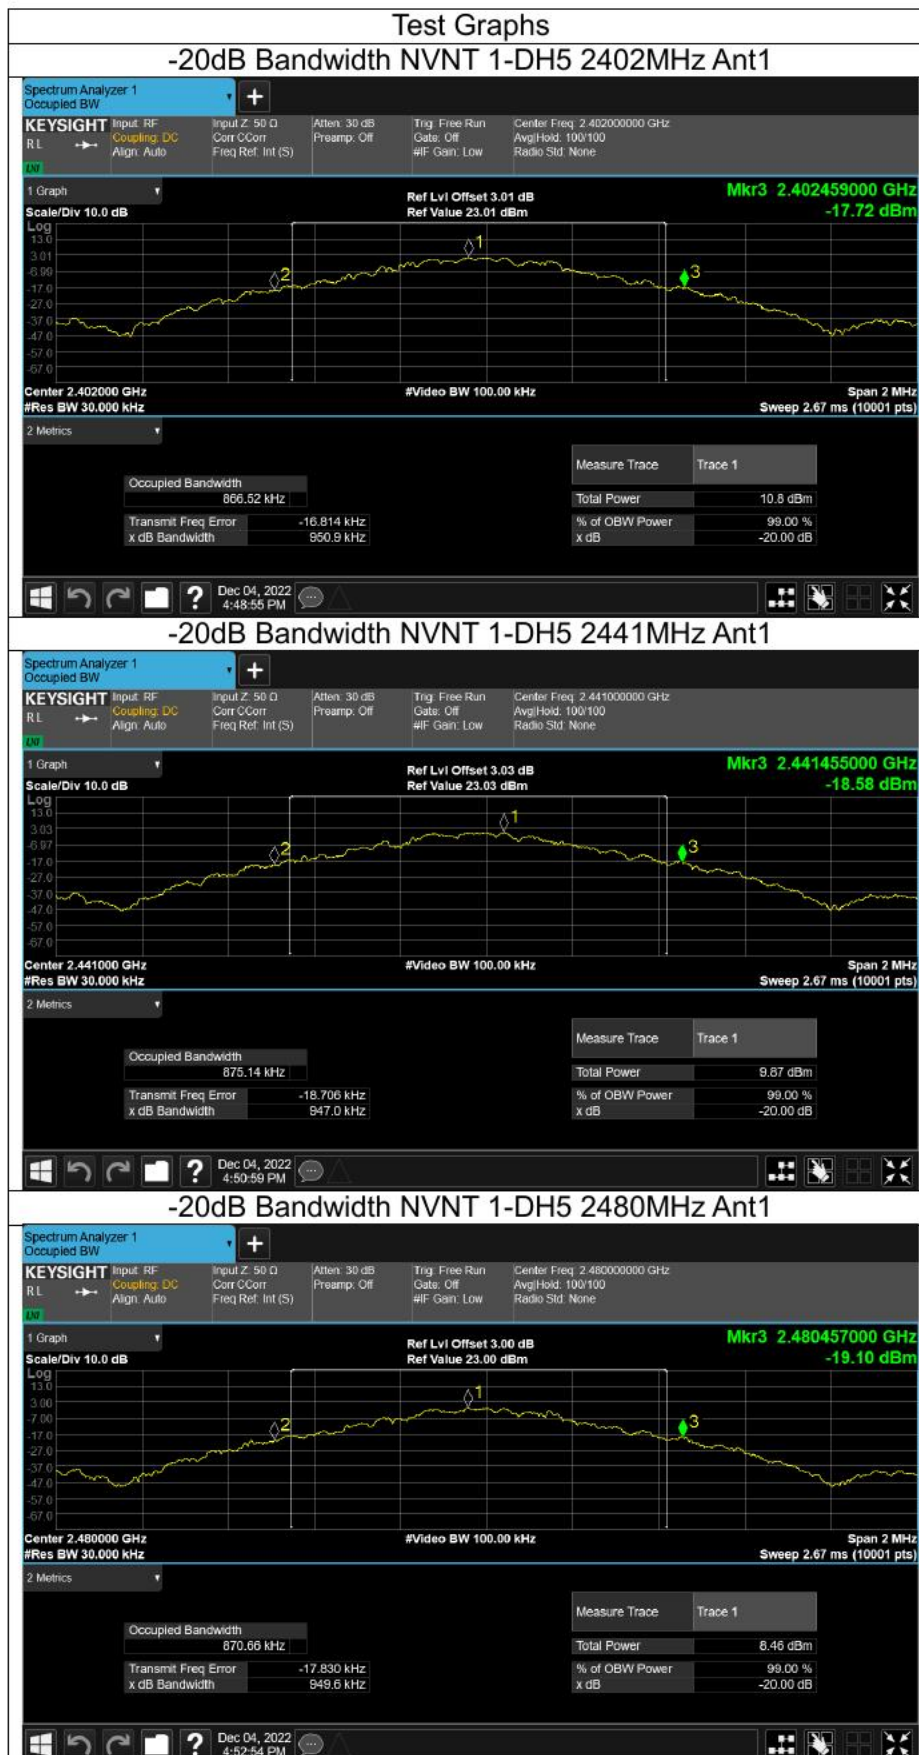 Test Graphs
-20dB Bandwidth NVNT 1-DH5 2402MHz Ant1
Spectrum Analyzer 1
Occupied BW
+
KEYSIGHT Input: RF Input Z: 50 Ω Atten: 30 dB Trig: Free Run Center Freq: 2.402000000 GHz
RL Coupling: DC Corr CCorr Preamp: Off Gate: Off Avg|Hold: 100/100
Align: Auto Freq Ref: Int (S) #IF Gain: Low Radio Std: None
LXI
1 Graph Ref Lvl Offset 3.01 dB Mkr3 2.402459000 GHz
Scale/Div 10.0 dB Ref Value 23.01 dBm -17.72 dBm
Log
13.0
3.01
-6.99
-17.0
-27.0
-37.0
-47.0
-57.0
-67.0
1
2
3
Center 2.402000 GHz #Video BW 100.00 kHz Span 2 MHz
#Res BW 30.000 kHz Sweep 2.67 ms (10001 pts)
2 Metrics
Measure Trace Trace 1
Occupied Bandwidth
866.52 kHz Total Power 10.8 dBm
Transmit Freq Error -16.814 kHz % of OBW Power 99.00 %
x dB Bandwidth 950.9 kHz x dB -20.00 dB
? Dec 04, 2022
4:48:55 PM
-20dB Bandwidth NVNT 1-DH5 2441MHz Ant1
Spectrum Analyzer 1
Occupied BW
+
KEYSIGHT Input: RF Input Z: 50 Ω Atten: 30 dB Trig: Free Run Center Freq: 2.441000000 GHz
RL Coupling: DC Corr CCorr Preamp: Off Gate: Off Avg|Hold: 100/100
Align: Auto Freq Ref: Int (S) #IF Gain: Low Radio Std: None
LXI
1 Graph Ref Lvl Offset 3.03 dB Mkr3 2.441455000 GHz
Scale/Div 10.0 dB Ref Value 23.03 dBm -18.58 dBm
Log
13.0
3.03
-6.97
-17.0
-27.0
-37.0
-47.0
-57.0
-67.0
1
2
3
Center 2.441000 GHz #Video BW 100.00 kHz Span 2 MHz
#Res BW 30.000 kHz Sweep 2.67 ms (10001 pts)
2 Metrics
Measure Trace Trace 1
Occupied Bandwidth
875.14 kHz Total Power 9.87 dBm
Transmit Freq Error -18.706 kHz % of OBW Power 99.00 %
x dB Bandwidth 947.0 kHz x dB -20.00 dB
? Dec 04, 2022
4:50:59 PM
-20dB Bandwidth NVNT 1-DH5 2480MHz Ant1
Spectrum Analyzer 1
Occupied BW
+
KEYSIGHT Input: RF Input Z: 50 Ω Atten: 30 dB Trig: Free Run Center Freq: 2.480000000 GHz
RL Coupling: DC Corr CCorr Preamp: Off Gate: Off Avg|Hold: 100/100
Align: Auto Freq Ref: Int (S) #IF Gain: Low Radio Std: None
LXI
1 Graph Ref Lvl Offset 3.00 dB Mkr3 2.480457000 GHz
Scale/Div 10.0 dB Ref Value 23.00 dBm -19.10 dBm
Log
13.0
3.00
-7.00
-17.0
-27.0
-37.0
-47.0
-57.0
-67.0
1
2
3
Center 2.480000 GHz #Video BW 100.00 kHz Span 2 MHz
#Res BW 30.000 kHz Sweep 2.67 ms (10001 pts)
2 Metrics
Measure Trace Trace 1
Occupied Bandwidth
870.66 kHz Total Power 8.46 dBm
Transmit Freq Error -17.830 kHz % of OBW Power 99.00 %
x dB Bandwidth 949.6 kHz x dB -20.00 dB
? Dec 04, 2022
4:52:54 PM